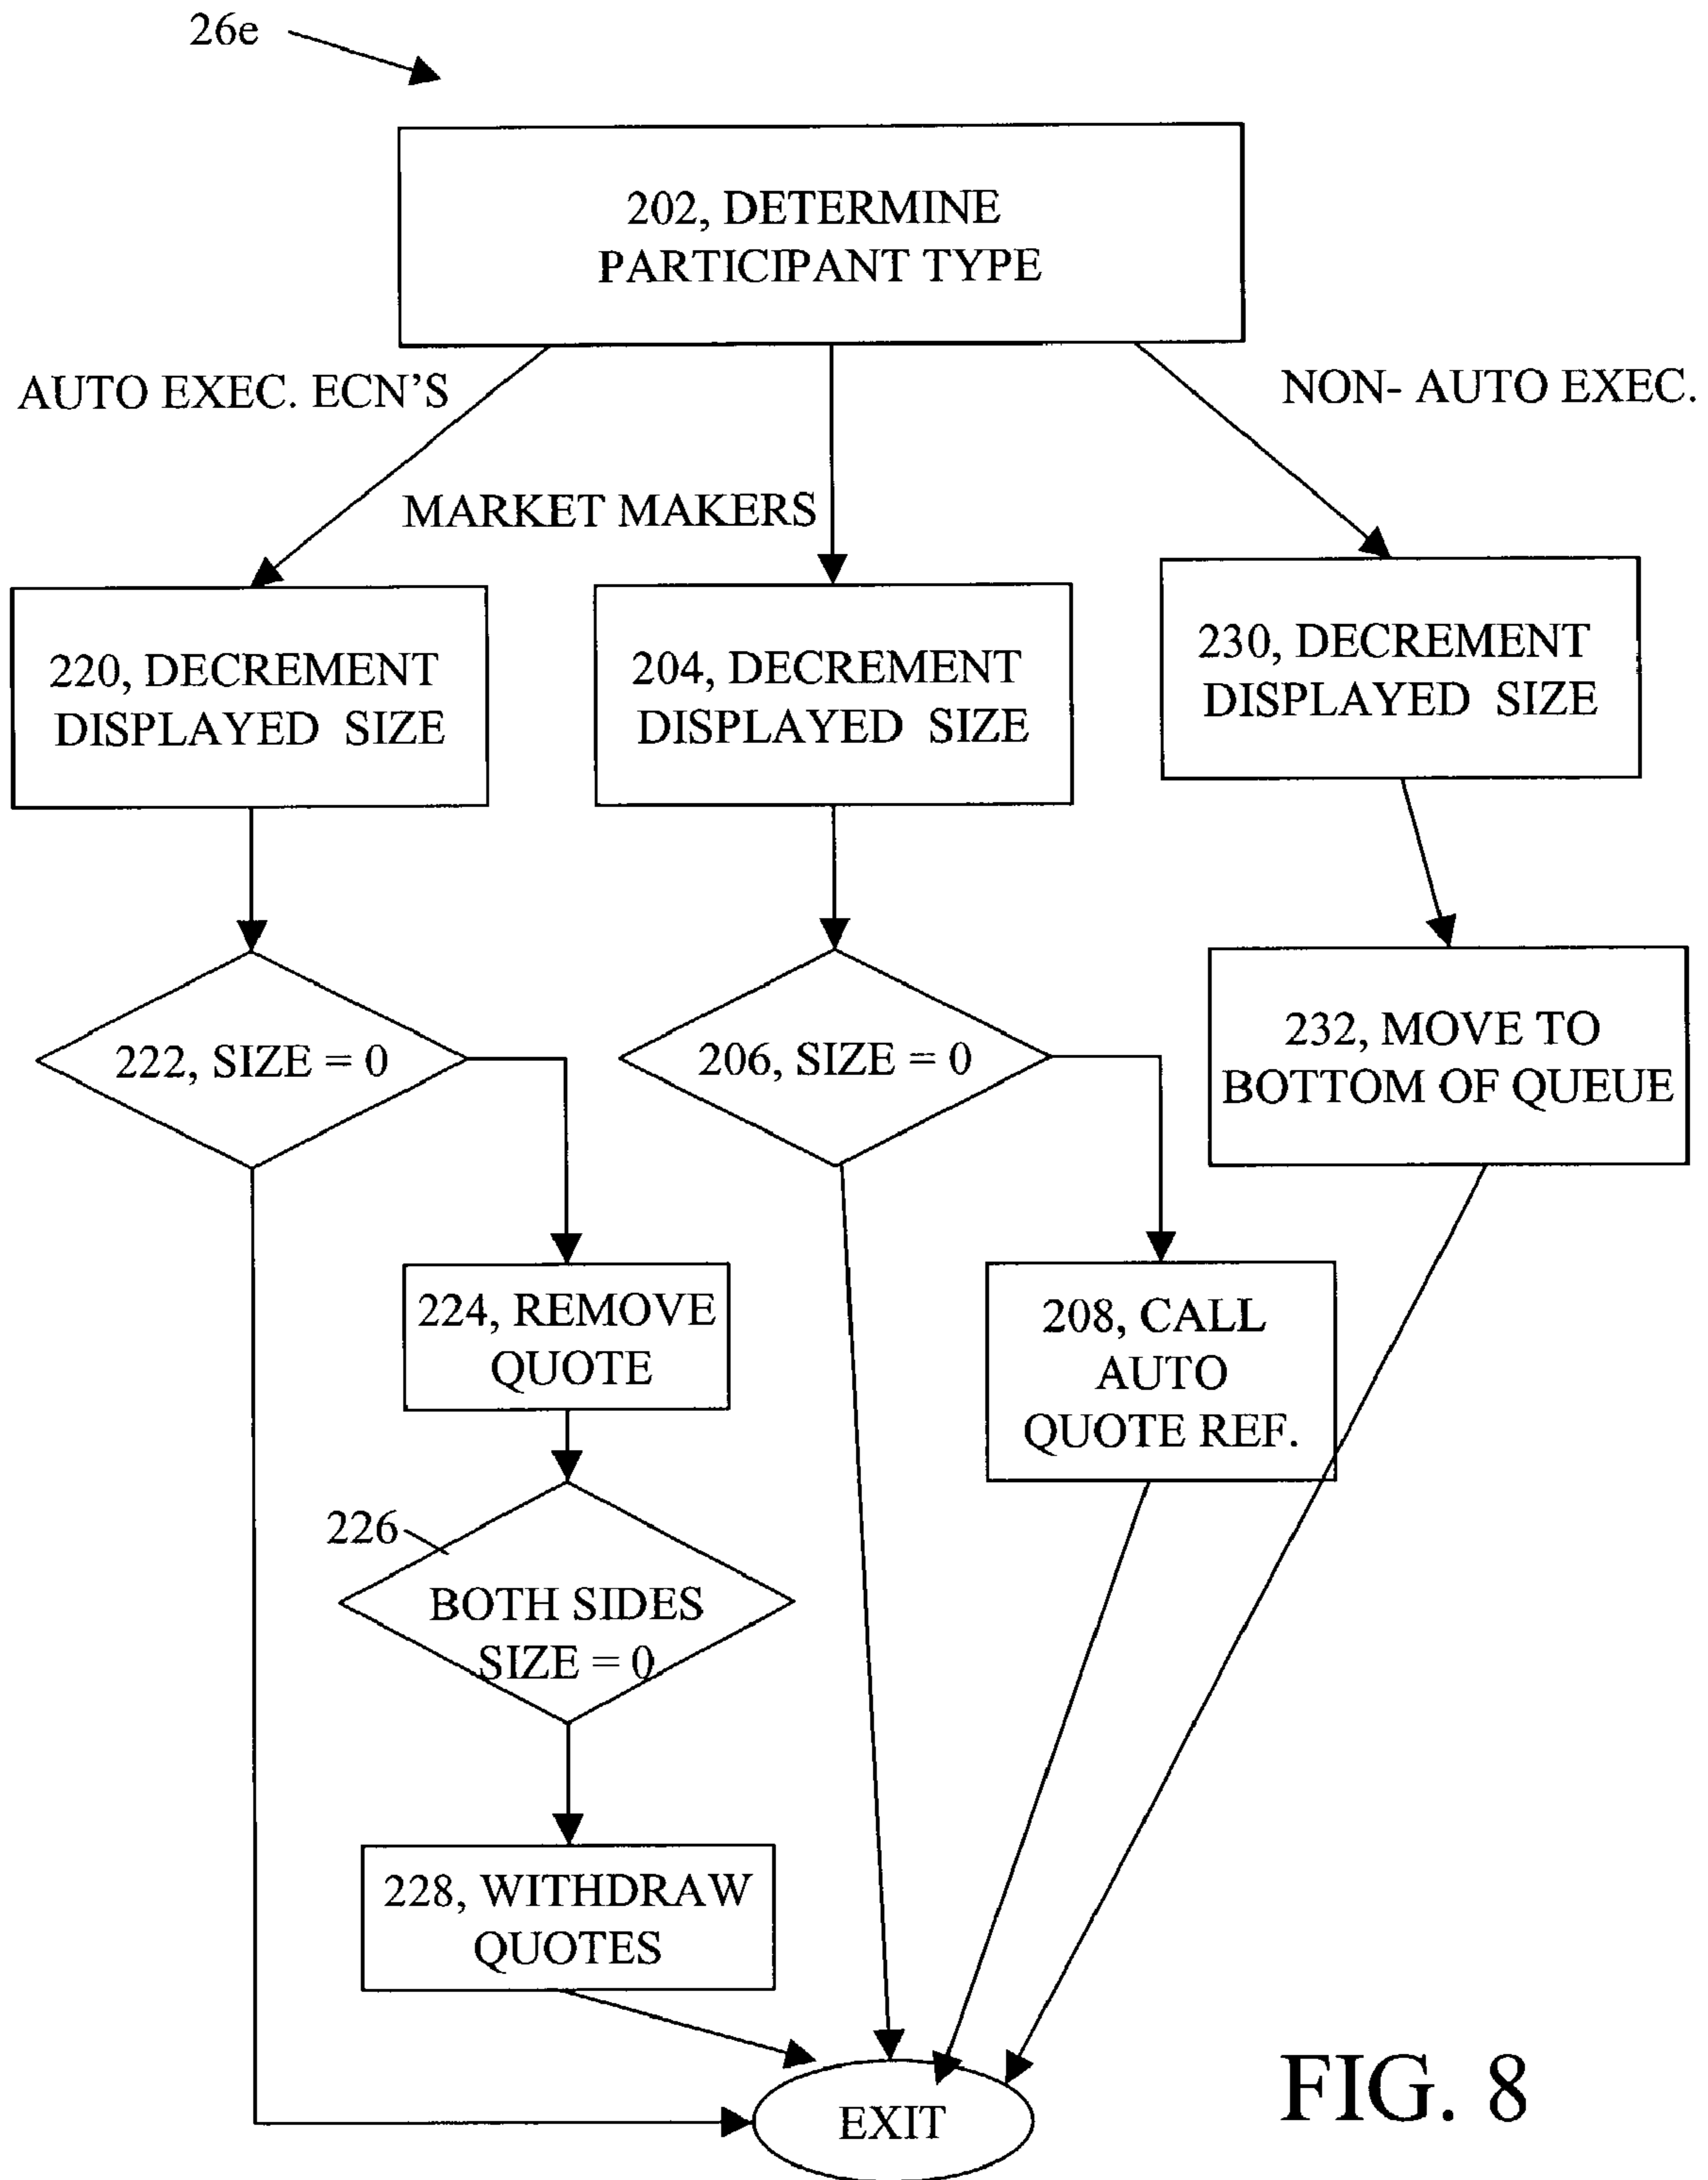 26e
202, DETERMINE
PARTICIPANT TYPE
AUTO EXEC. ECN'S
NON- AUTO EXEC.
MARKET MAKERS
220, DECREMENT
DISPLAYED SIZE
204, DECREMENT
DISPLAYED SIZE
230, DECREMENT
DISPLAYED SIZE
222, SIZE = 0
206, SIZE = 0
232, MOVE TO
BOTTOM OF QUEUE
224, REMOVE
QUOTE
208, CALL
AUTO
QUOTE REF.
226
BOTH SIDES
SIZE = 0
228, WITHDRAW
QUOTES
EXIT
FIG. 8